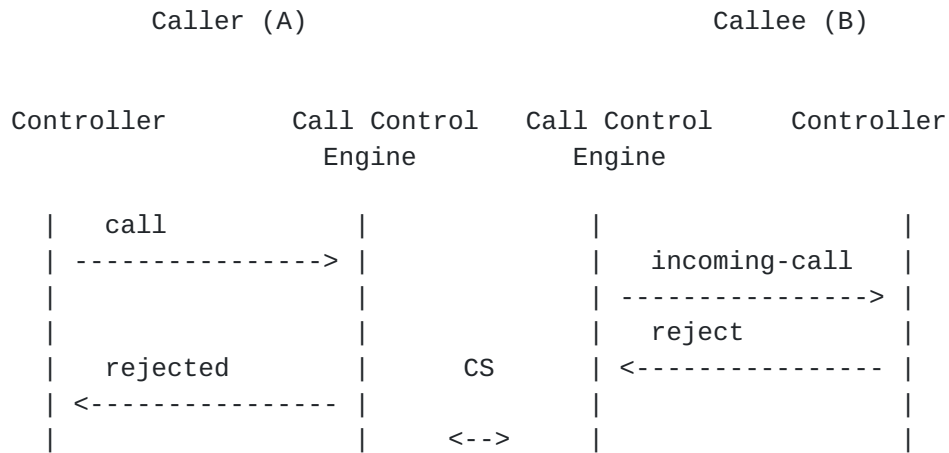 Caller (A) Callee (B)
Controller Call Control Call Control Controller
Engine Engine
| call | | |
| ----------------> | | incoming-call |
| | | ----------------> |
| | | reject |
| rejected | CS | <---------------- |
| <---------------- | | |
| | <--> | |